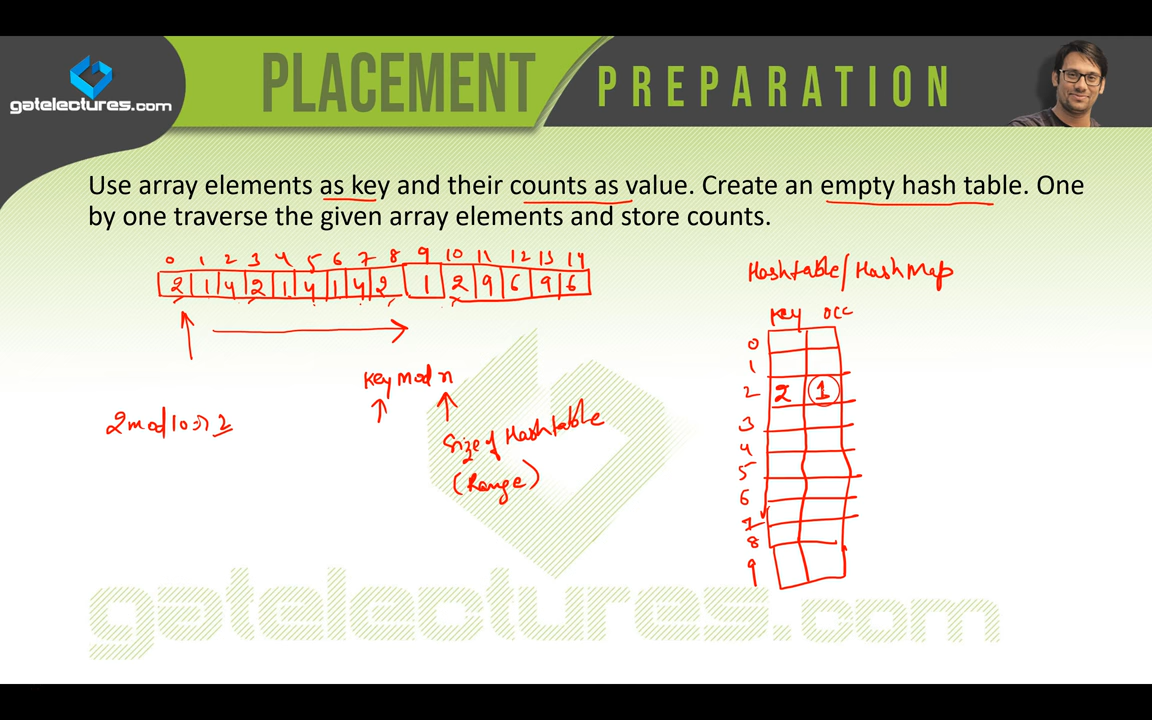 gatelectures.com
PLACEMENT
PREPARATION
Use array elements as key and their counts as value. Create an empty hash table. One
by one traverse the given array elements and store counts.
0 1 2 3 4 5 6 7 8 9 10 11 12 13 14
2 1 4 2 1 4 1 4 2 1 2 9 6 9 6
Hashtable/HashMap
Key Occ
0
1
2 2 1
3
4
5
6
7
8
9
Key mod n
2mod10 => 2
Size of Hashtable
(Range)
gatelectures.com